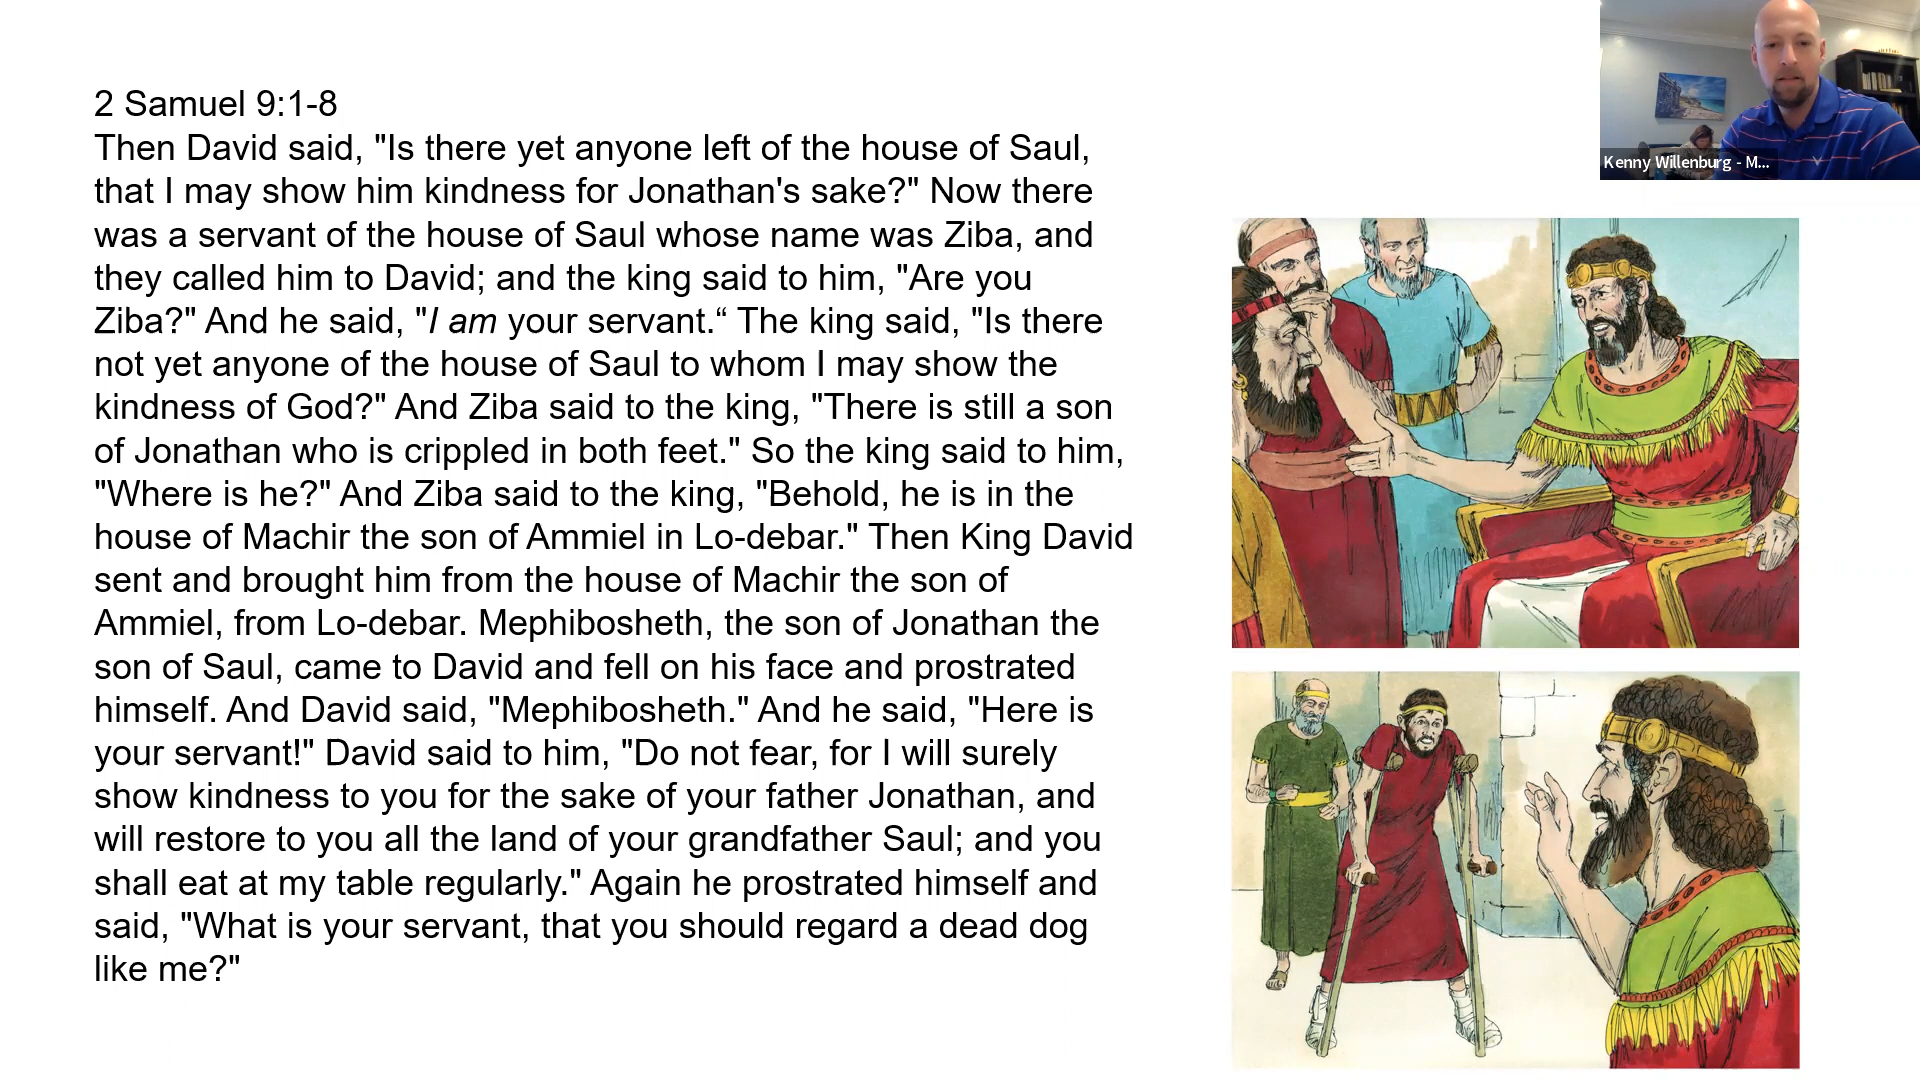 2 Samuel 9:1-8
Then David said, "Is there yet anyone left of the house of Saul,
that I may show him kindness for Jonathan's sake?" Now there
was a servant of the house of Saul whose name was Ziba, and
they called him to David; and the king said to him, "Are you
Ziba?" And he said, "I am your servant.“ The king said, "Is there
not yet anyone of the house of Saul to whom I may show the
kindness of God?" And Ziba said to the king, "There is still a son
of Jonathan who is crippled in both feet." So the king said to him,
"Where is he?" And Ziba said to the king, "Behold, he is in the
house of Machir the son of Ammiel in Lo-debar." Then King David
sent and brought him from the house of Machir the son of
Ammiel, from Lo-debar. Mephibosheth, the son of Jonathan the
son of Saul, came to David and fell on his face and prostrated
himself. And David said, "Mephibosheth." And he said, "Here is
your servant!" David said to him, "Do not fear, for I will surely
show kindness to you for the sake of your father Jonathan, and
will restore to you all the land of your grandfather Saul; and you
shall eat at my table regularly." Again he prostrated himself and
said, "What is your servant, that you should regard a dead dog
like me?"
Kenny Willenburg - M...